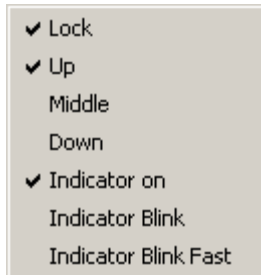 Lock
Up
Middle
Down
Indicator on
Indicator Blink
Indicator Blink Fast